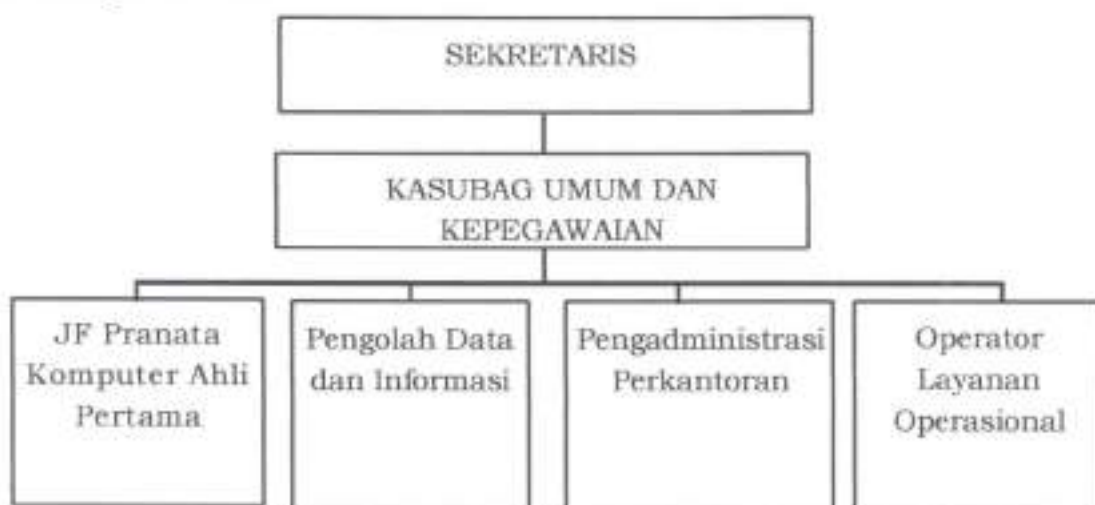 SEKRETARIS
KASUBAG UMUM DAN
KEPEGAWAIAN
JF Pranata
Komputer Ahli
Pertama
Pengolah Data
dan Informasi
Pengadministrasi
Perkantoran
Operator
Layanan
Operasional